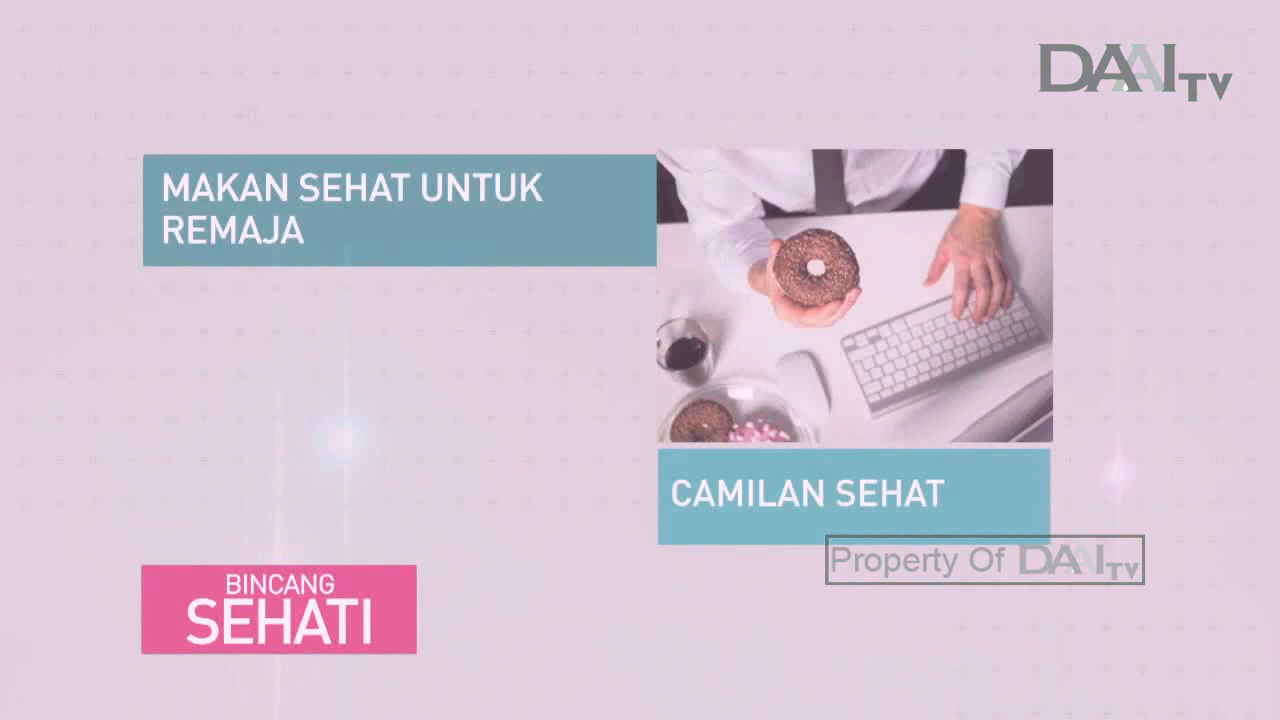 DAAI TV
MAKAN SEHAT UNTUK
REMAJA
CAMILAN SEHAT
Property Of DAAI TV
BINCANG
SEHATI